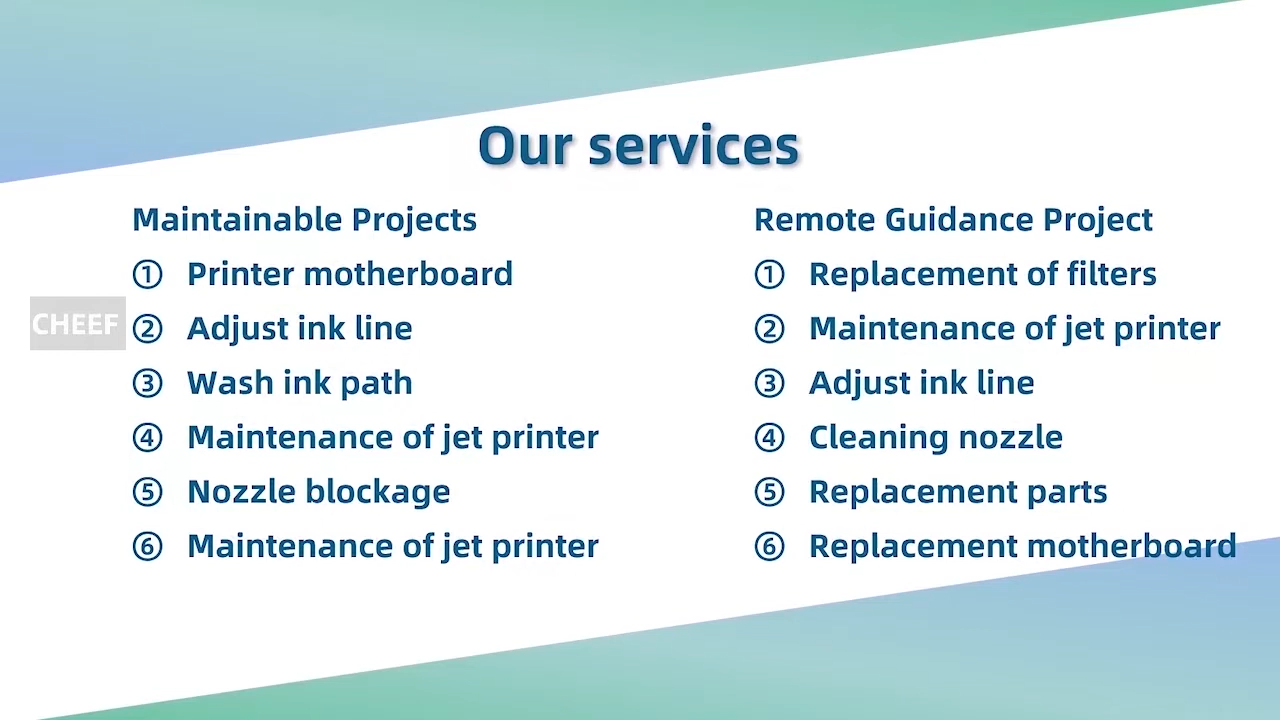 Our services
Maintainable Projects
① Printer motherboard
② Adjust ink line
③ Wash ink path
④ Maintenance of jet printer
⑤ Nozzle blockage
⑥ Maintenance of jet printer
Remote Guidance Project
① Replacement of filters
② Maintenance of jet printer
③ Adjust ink line
④ Cleaning nozzle
⑤ Replacement parts
⑥ Replacement motherboard
CHEEF